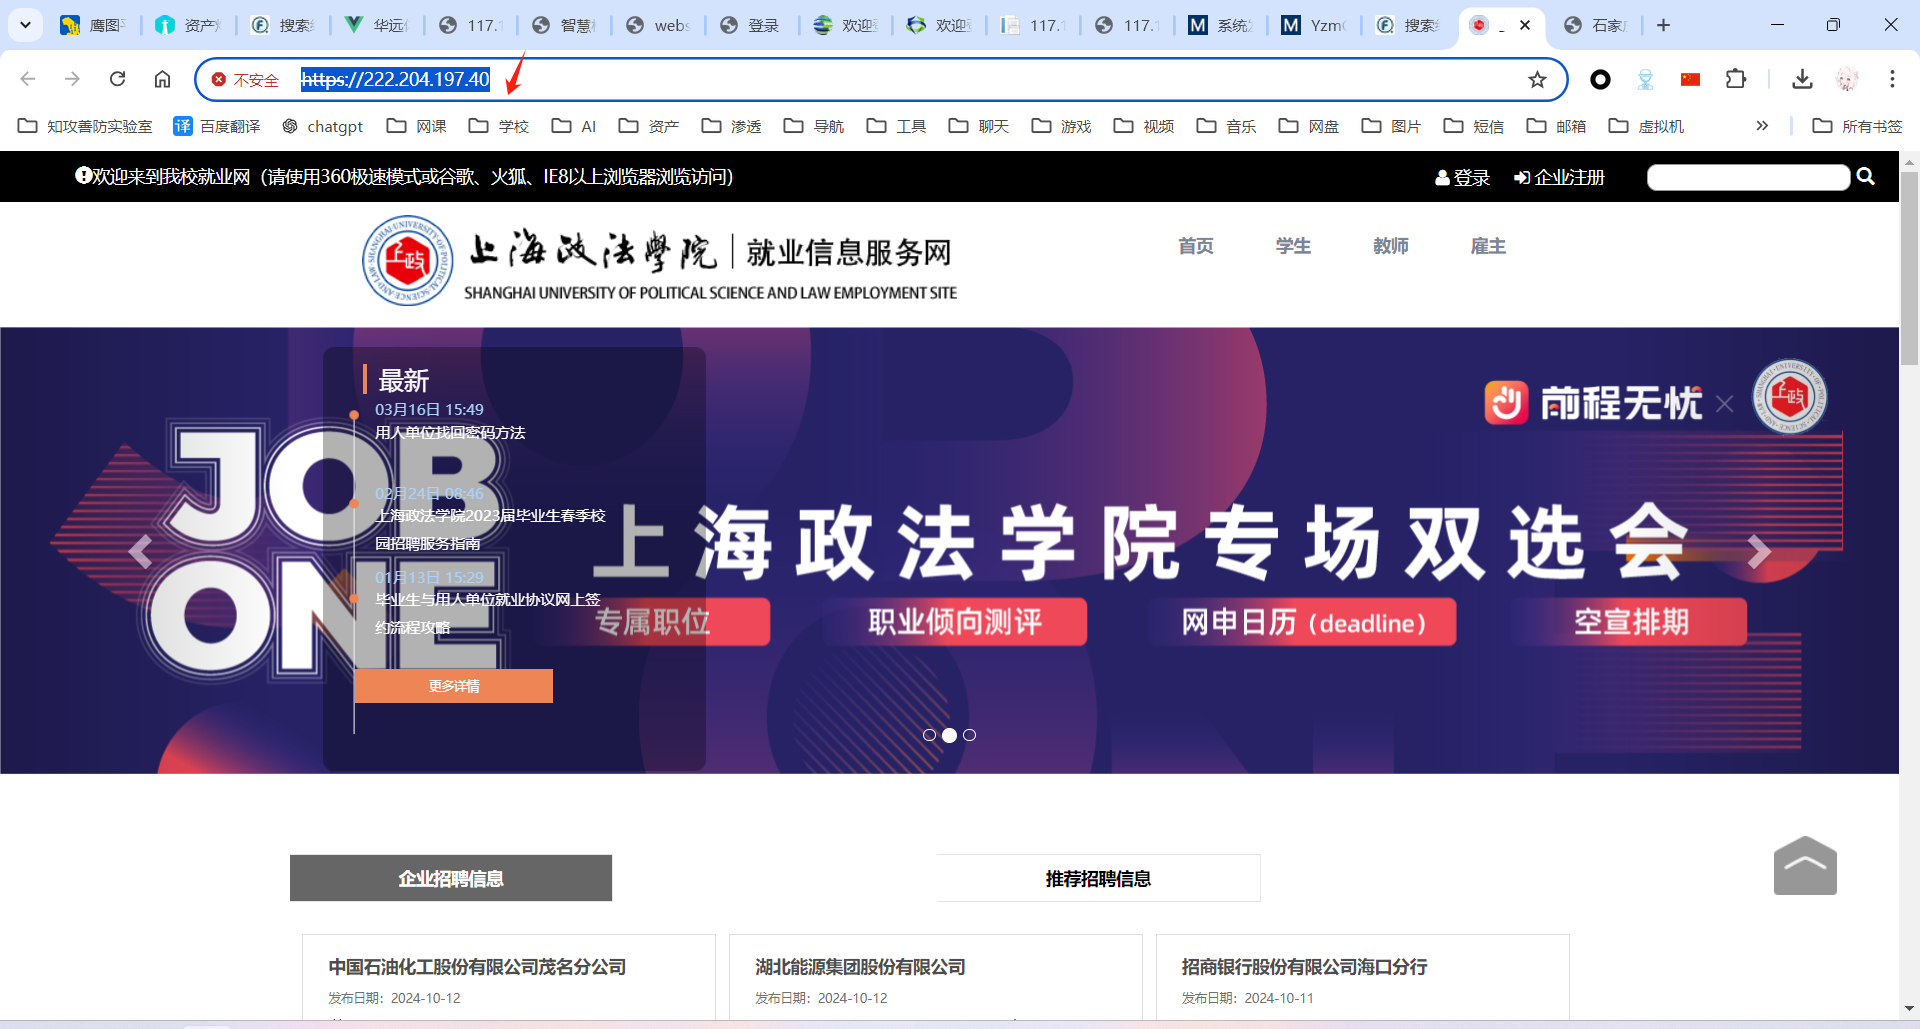 鹰图平
资产灯
搜索结
华远
117.1
智慧
webs
登录
欢迎
欢迎
117.1
117.1
系统
Yzm
搜索结
石家
不安全
https://222.204.197.40
知攻善防实验室
百度翻译
chatgpt
网课
学校
AI
资产
渗透
导航
工具
聊天
游戏
视频
音乐
网盘
图片
短信
邮箱
虚拟机
所有书签
欢迎来到我校就业网（请使用360极速模式或谷歌、火狐、IE8以上浏览器浏览访问）
登录
企业注册
上海政法學院｜就业信息服务网
SHANGHAI UNIVERSITY OF POLITICAL SCIENCE AND LAW EMPLOYMENT SITE
首页
学生
教师
雇主
最新
03月16日 15:49
用人单位找回密码方法
02月24日 08:46
上海政法学院2023届毕业生春季校
园招聘服务指南
01月13日 15:29
毕业生与用人单位就业协议网上签
约流程攻略
更多详情
JOB
ONE
前程无忧
上海政法学院专场双选会
专属职位
职业倾向测评
网申日历（deadline）
空宣排期
企业招聘信息
推荐招聘信息
中国石油化工股份有限公司茂名分公司
发布日期：2024-10-12
湖北能源集团股份有限公司
发布日期：2024-10-12
招商银行股份有限公司海口分行
发布日期：2024-10-11